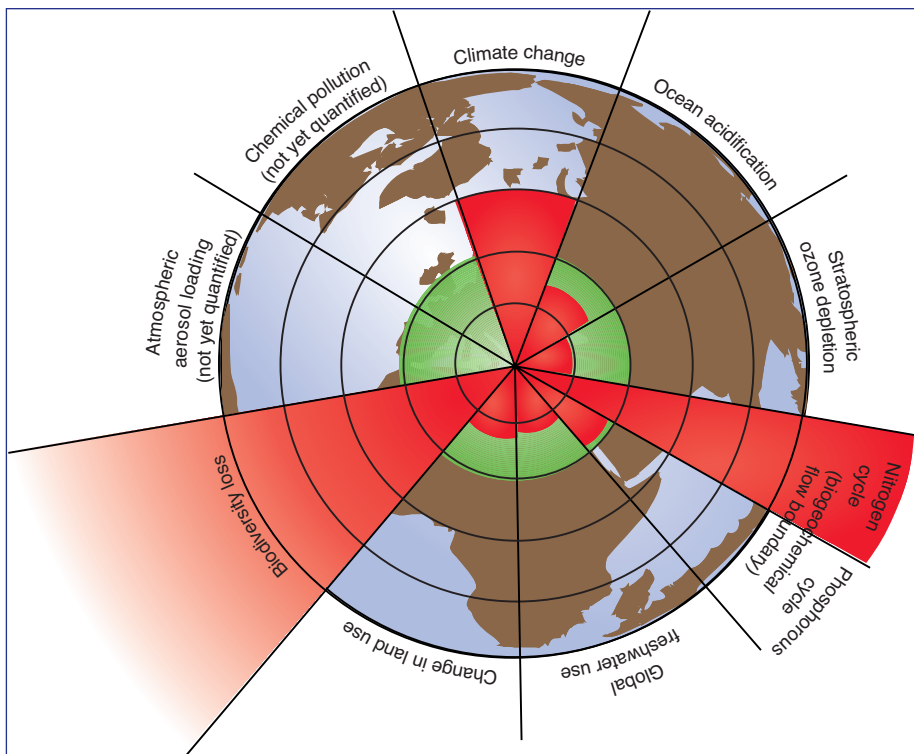 Climate change
Ocean acidification
Stratospheric
ozone depletion
Nitrogen
cycle
(biogeochemical
flow boundary)
Phosphorous
cycle
Global
freshwater use
Change in land use
Biodiversity loss
Atmospheric
aerosol loading
(not yet quantified)
Chemical pollution
(not yet quantified)